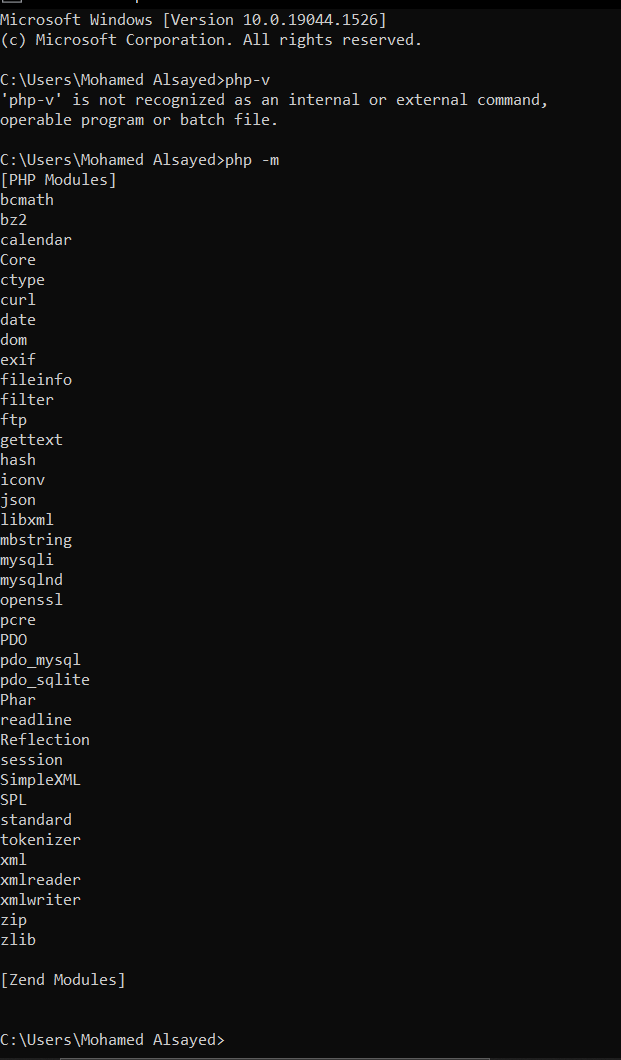 Microsoft Windows [Version 10.0.19044.1526]
(c) Microsoft Corporation. All rights reserved.
C:\Users\Mohamed Alsayed>php-v
'php-v' is not recognized as an internal or external command,
operable program or batch file.
C:\Users\Mohamed Alsayed>php -m
[PHP Modules]
bcmath
bz2
calendar
Core
ctype
curl
date
dom
exif
fileinfo
filter
ftp
gettext
hash
iconv
json
libxml
mbstring
mysqli
mysqlnd
openssl
pcre
PDO
pdo_mysql
pdo_sqlite
Phar
readline
Reflection
session
SimpleXML
SPL
standard
tokenizer
xml
xmlreader
xmlwriter
zip
zlib
[Zend Modules]
C:\Users\Mohamed Alsayed>